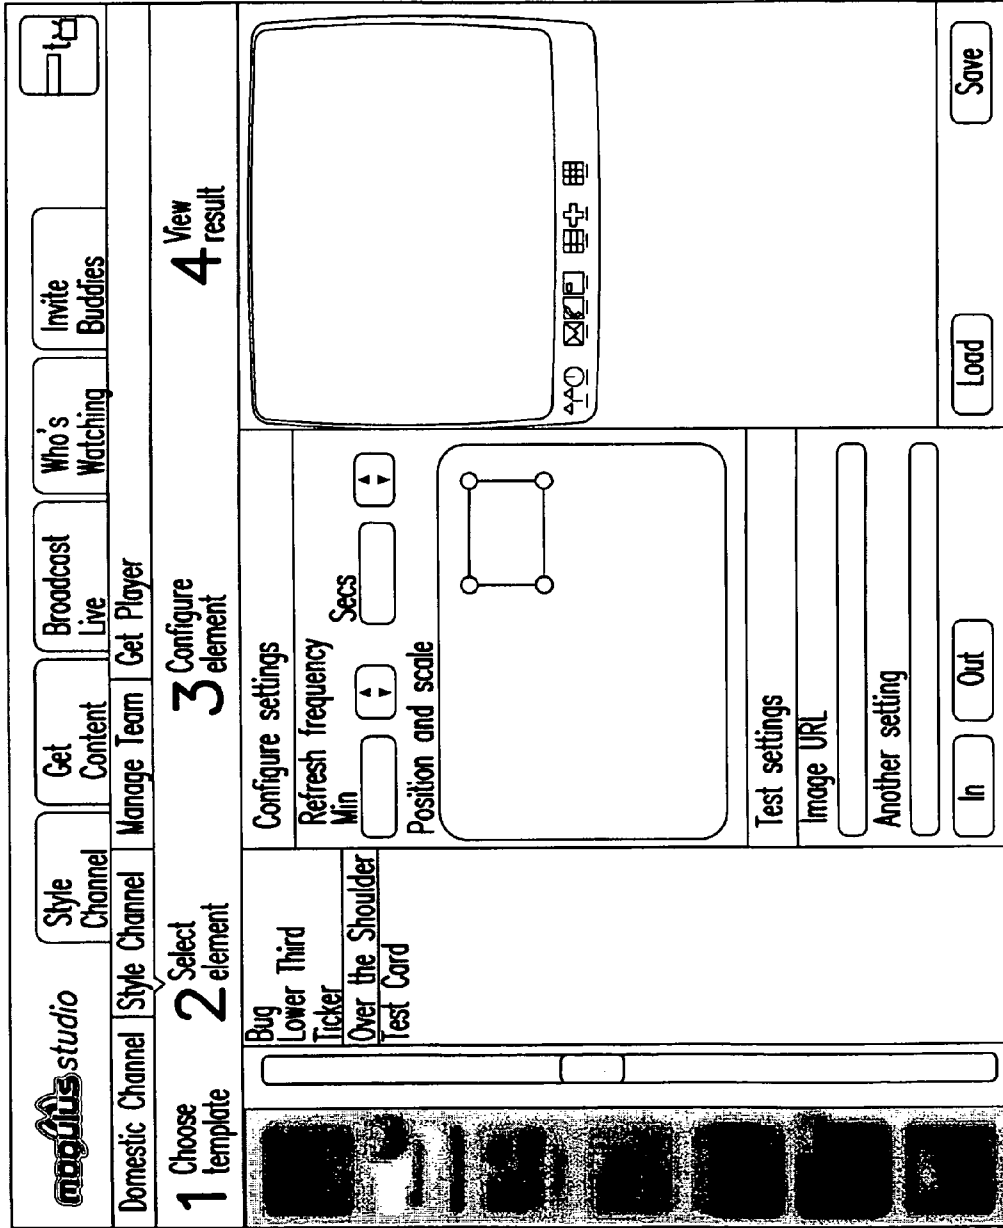 mogulus studio
Style
Channel
Get
Content
Broadcast
Live
Who's
Watching
Invite
Buddies
Domestic Channel
Style Channel
Manage Team
Get Player
1 Choose
template
2 Select
element
3 Configure
element
4 View
result
Bug
Lower Third
Ticker
Over the Shoulder
Test Card
Configure settings
Refresh frequency
Min
Secs
Position and scale
Test settings
Image URL
Another setting
In
Out
Load
Save